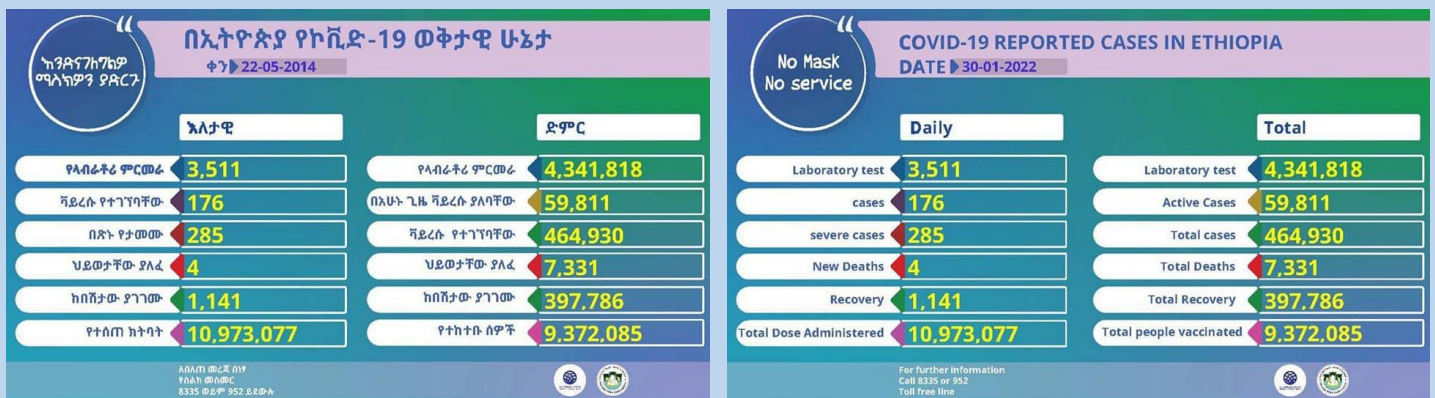 እንድናገለግልዎ
ማስክዎን ያድርጉ
በኢትዮጵያ የኮቪድ-19 ወቅታዊ ሁኔታ
ቀን 22-05-2014
እለታዊ
ድምር
የላብራቶሪ ምርመራ 3,511
የላብራቶሪ ምርመራ 4,341,818
ቫይረሱ የተገኘባቸው 176
በአሁኑ ጊዜ ቫይረሱ ያለባቸው 59,811
በጽኑ የታመሙ 285
ቫይረሱ የተገኘባቸው 464,930
ህይወታቸው ያለፈ 4
ህይወታቸው ያለፈ 7,331
ከበሽታው ያገገሙ 1,141
ከበሽታው ያገገሙ 397,786
የተሰጠ ክትባት 10,973,077
የተከተቡ ሰዎች 9,372,085
ለበለጠ መረጃ በነፃ
የስልክ መስመር
8335 ወይም 952 ይደውሉ
No Mask
No service
COVID-19 REPORTED CASES IN ETHIOPIA
DATE 30-01-2022
Daily
Total
Laboratory test 3,511
Laboratory test 4,341,818
cases 176
Active Cases 59,811
severe cases 285
Total cases 464,930
New Deaths 4
Total Deaths 7,331
Recovery 1,141
Total Recovery 397,786
Total Dose Administered 10,973,077
Total people vaccinated 9,372,085
For further information
Call 8335 or 952
Toll free line